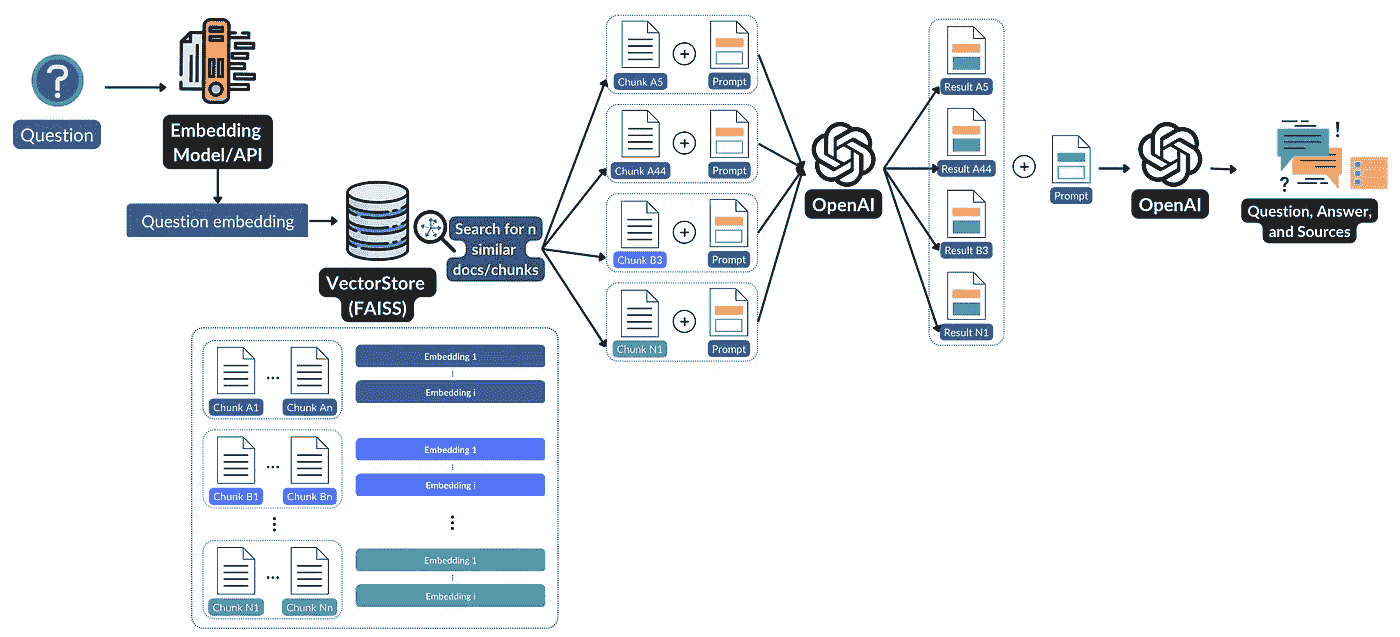 Question
Embedding
Model/API
Question embedding
VectorStore
(FAISS)
Search for n
similar
docs/chunks
Chunk A1
...
Chunk An
Embedding 1
Embedding i
Chunk B1
...
Chunk Bn
Embedding 1
Embedding i
Chunk N1
...
Chunk Nn
Embedding 1
Embedding i
Chunk A5
+
Prompt
Chunk A44
+
Prompt
Chunk B3
+
Prompt
Chunk N1
+
Prompt
OpenAI
Result A5
Result A44
Result B3
Result N1
+
Prompt
OpenAI
Question, Answer,
and Sources